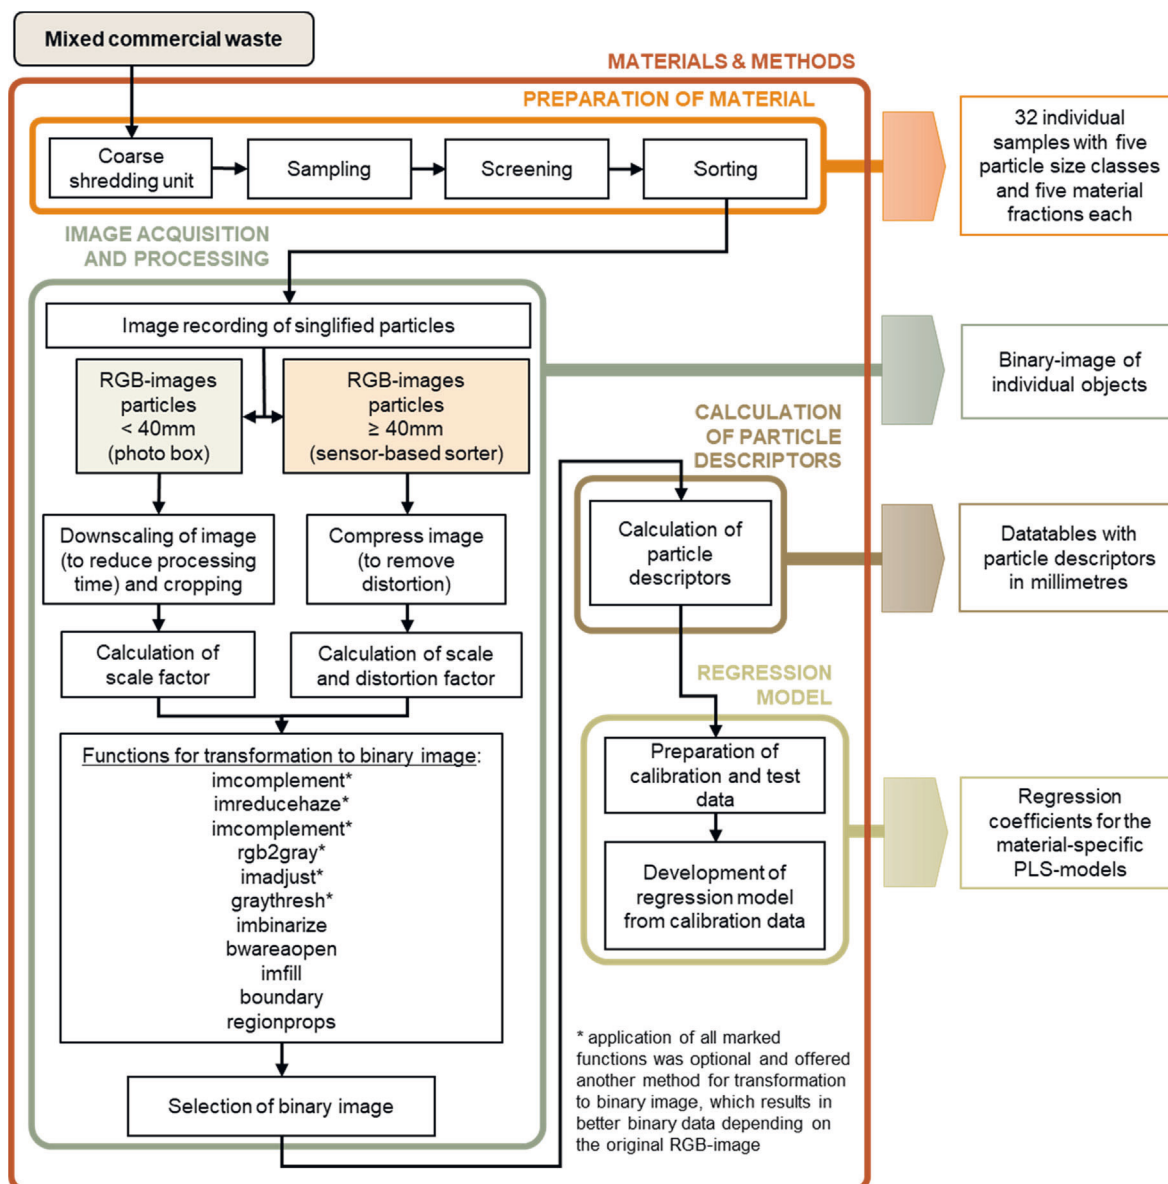 Mixed commercial waste
MATERIALS & METHODS
PREPARATION OF MATERIAL
Coarse
shredding unit
Sampling
Screening
Sorting
32 individual
samples with five
particle size classes
and five material
fractions each
IMAGE ACQUISITION
AND PROCESSING
Image recording of singlified particles
RGB-images
particles
< 40mm
(photo box)
RGB-images
particles
≥ 40mm
(sensor-based sorter)
Binary-image of
individual objects
Downscaling of image
(to reduce processing
time) and cropping
Compress image
(to remove
distortion)
Calculation of
scale factor
Calculation of scale
and distortion factor
Functions for transformation to binary image:
imcomplement*
imreducehaze*
imcomplement*
rgb2gray*
imadjust*
graythresh*
imbinarize
bwareaopen
imfill
boundary
regionprops
Selection of binary image
CALCULATION
OF PARTICLE
DESCRIPTORS
Calculation of
particle
descriptors
Datatables with
particle descriptors
in millimetres
REGRESSION
MODEL
Preparation of
calibration and test
data
Development of
regression model
from calibration data
Regression
coefficients for the
material-specific
PLS-models
* application of all marked
functions was optional and offered
another method for transformation
to binary image, which results in
better binary data depending on
the original RGB-image